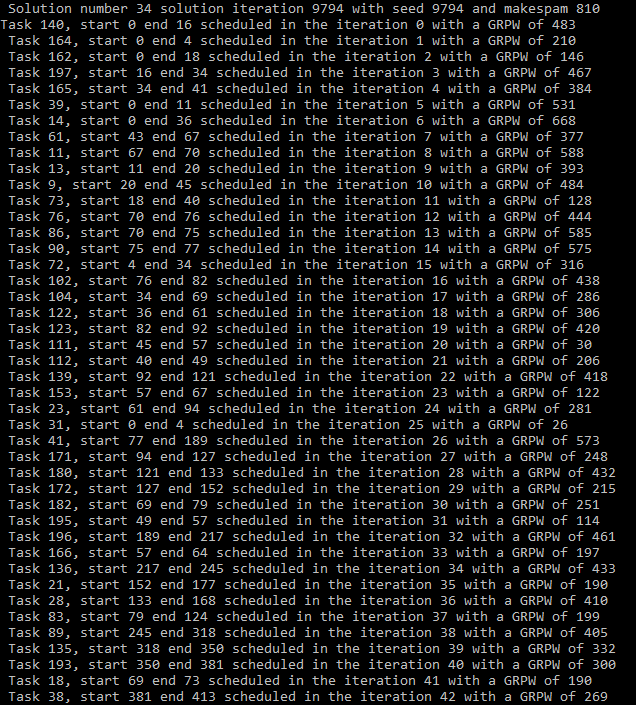 Solution number 34 solution iteration 9794 with seed 9794 and makespam 810
Task 140, start 0 end 16 scheduled in the iteration 0 with a GRPW of 483
Task 164, start 0 end 4 scheduled in the iteration 1 with a GRPW of 210
Task 162, start 0 end 18 scheduled in the iteration 2 with a GRPW of 146
Task 197, start 16 end 34 scheduled in the iteration 3 with a GRPW of 467
Task 165, start 34 end 41 scheduled in the iteration 4 with a GRPW of 384
Task 39, start 0 end 11 scheduled in the iteration 5 with a GRPW of 531
Task 14, start 0 end 36 scheduled in the iteration 6 with a GRPW of 668
Task 61, start 43 end 67 scheduled in the iteration 7 with a GRPW of 377
Task 11, start 67 end 70 scheduled in the iteration 8 with a GRPW of 588
Task 13, start 11 end 20 scheduled in the iteration 9 with a GRPW of 393
Task 9, start 20 end 45 scheduled in the iteration 10 with a GRPW of 484
Task 73, start 18 end 40 scheduled in the iteration 11 with a GRPW of 128
Task 76, start 70 end 76 scheduled in the iteration 12 with a GRPW of 444
Task 86, start 70 end 75 scheduled in the iteration 13 with a GRPW of 585
Task 90, start 75 end 77 scheduled in the iteration 14 with a GRPW of 575
Task 72, start 4 end 34 scheduled in the iteration 15 with a GRPW of 316
Task 102, start 76 end 82 scheduled in the iteration 16 with a GRPW of 438
Task 104, start 34 end 69 scheduled in the iteration 17 with a GRPW of 286
Task 122, start 36 end 61 scheduled in the iteration 18 with a GRPW of 306
Task 123, start 82 end 92 scheduled in the iteration 19 with a GRPW of 420
Task 111, start 45 end 57 scheduled in the iteration 20 with a GRPW of 30
Task 112, start 40 end 49 scheduled in the iteration 21 with a GRPW of 206
Task 139, start 92 end 121 scheduled in the iteration 22 with a GRPW of 418
Task 153, start 57 end 67 scheduled in the iteration 23 with a GRPW of 122
Task 23, start 61 end 94 scheduled in the iteration 24 with a GRPW of 281
Task 31, start 0 end 4 scheduled in the iteration 25 with a GRPW of 26
Task 41, start 77 end 189 scheduled in the iteration 26 with a GRPW of 573
Task 171, start 94 end 127 scheduled in the iteration 27 with a GRPW of 248
Task 180, start 121 end 133 scheduled in the iteration 28 with a GRPW of 432
Task 172, start 127 end 152 scheduled in the iteration 29 with a GRPW of 215
Task 182, start 69 end 79 scheduled in the iteration 30 with a GRPW of 251
Task 195, start 49 end 57 scheduled in the iteration 31 with a GRPW of 114
Task 196, start 189 end 217 scheduled in the iteration 32 with a GRPW of 461
Task 166, start 57 end 64 scheduled in the iteration 33 with a GRPW of 197
Task 136, start 217 end 245 scheduled in the iteration 34 with a GRPW of 433
Task 21, start 152 end 177 scheduled in the iteration 35 with a GRPW of 190
Task 28, start 133 end 168 scheduled in the iteration 36 with a GRPW of 410
Task 83, start 79 end 124 scheduled in the iteration 37 with a GRPW of 199
Task 89, start 245 end 318 scheduled in the iteration 38 with a GRPW of 405
Task 135, start 318 end 350 scheduled in the iteration 39 with a GRPW of 332
Task 193, start 350 end 381 scheduled in the iteration 40 with a GRPW of 300
Task 18, start 69 end 73 scheduled in the iteration 41 with a GRPW of 190
Task 38, start 381 end 413 scheduled in the iteration 42 with a GRPW of 269